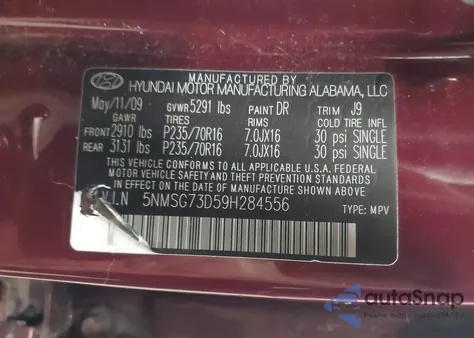 MANUFACTURED BY
HYUNDAI MOTOR MANUFACTURING ALABAMA, LLC
May/11/09 GVWR 5291 lbs PAINT DR TRIM J9
GAWR TIRES RIMS COLD TIRE INFL
FRONT 2910 lbs P235/70R16 7.0JX16 30 psi SINGLE
REAR 3131 lbs P235/70R16 7.0JX16 30 psi SINGLE
THIS VEHICLE CONFORMS TO ALL APPLICABLE U.S.A. FEDERAL
MOTOR VEHICLE SAFETY AND THEFT PREVENTION STANDARDS
IN EFFECT ON THE DATE OF MANUFACTURE SHOWN ABOVE.
V.I.N 5NMSG73D59H284556 TYPE: MPV
autoSnap